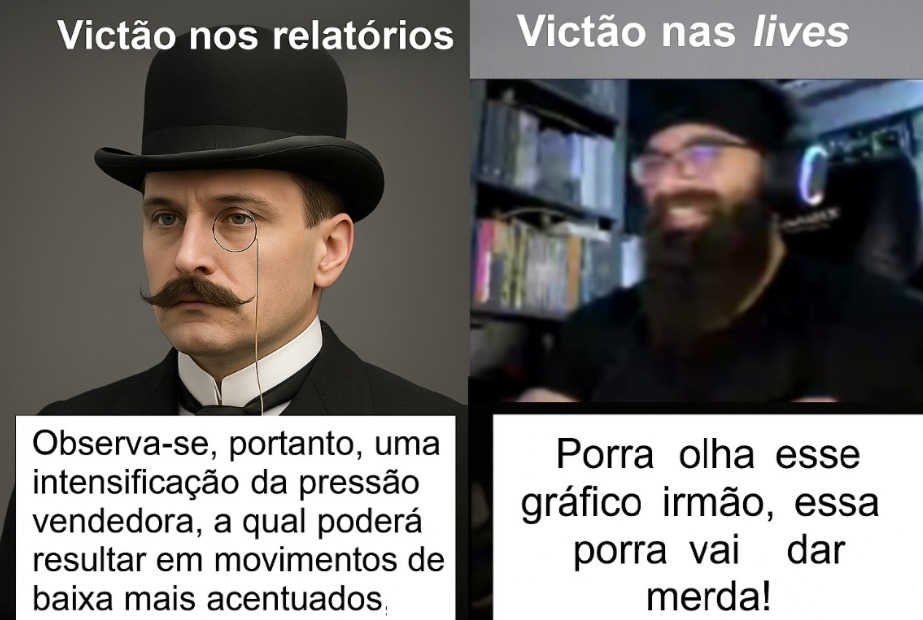 Victão nos relatórios
Observa-se, portanto, uma
intensificação da pressão
vendedora, a qual poderá
resultar em movimentos de
baixa mais acentuados.
Victão nas lives
Porra olha esse
gráfico irmão, essa
porra vai dar
merda!